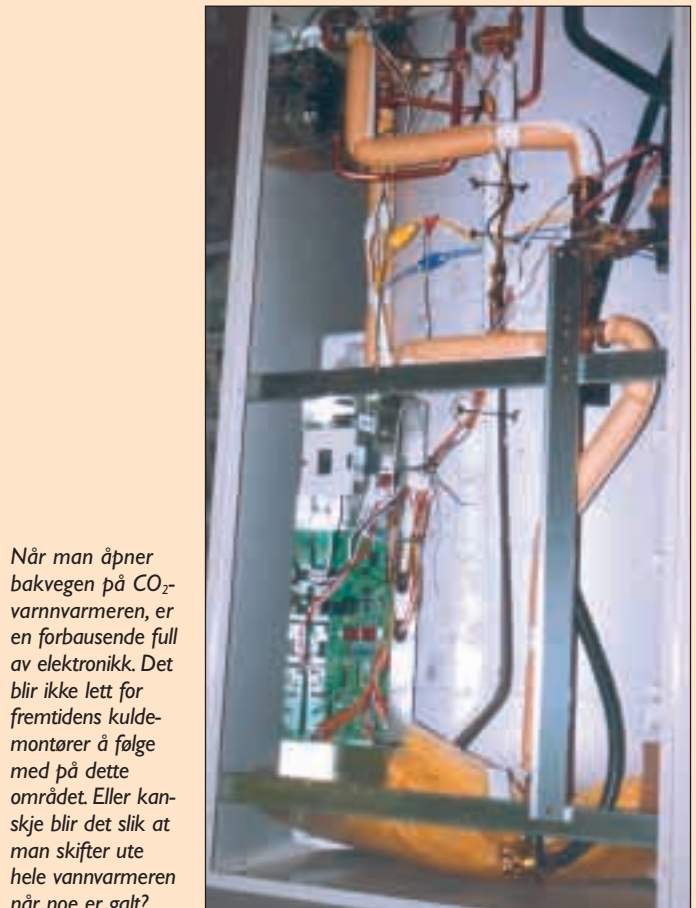 Når man åpner
bakvegen på CO₂-
varnnvarmeren, er
en forbausende full
av elektronikk. Det
blir ikke lett for
fremtidens kulde-
montører å følge
med på dette
området. Eller kan-
skje blir det slik at
man skifter ute
hele vannvarmeren
når noe er galt?